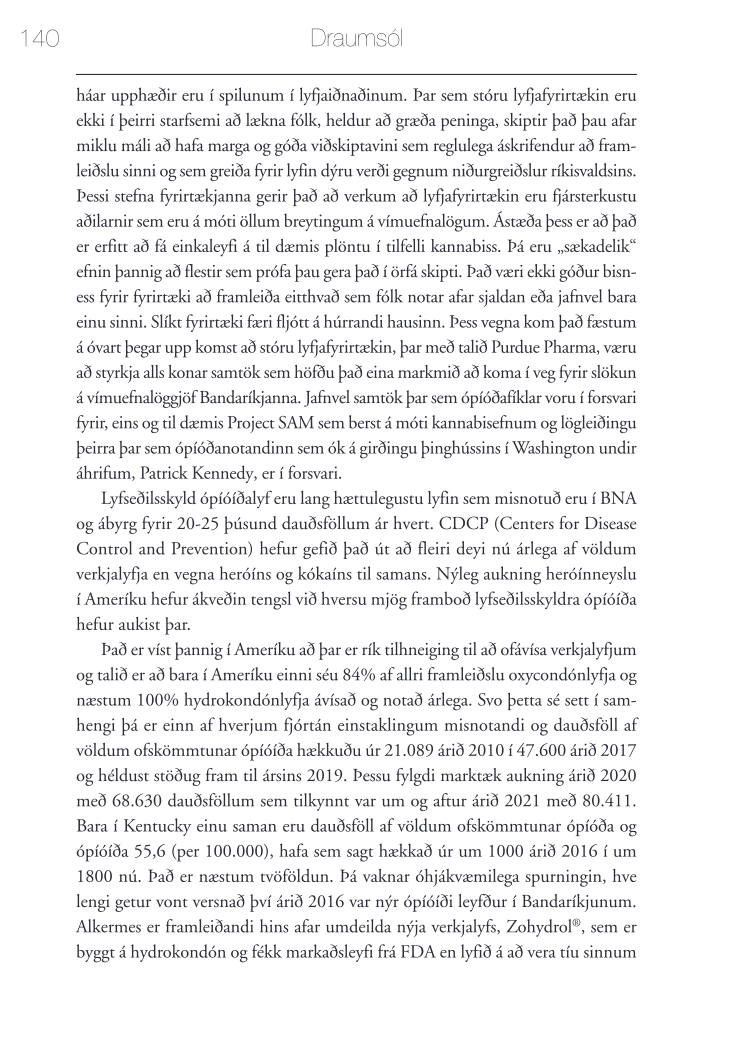 140
Draumsól
háar upphæðir eru í spilunum í lyfjaiðnaðinum. Þar sem stóru lyfjafyrirtækin eru
ekki í þeirri starfsemi að lækna fólk, heldur að græða peninga, skiptir það þau afar
miklu máli að hafa marga og góða viðskiptavini sem reglulega áskrifendur að fram-
leiðslu sinni og sem greiða fyrir lyfin dýru verði gegnum niðurgreiðslur ríkisvaldsins.
Þessi stefna fyrirtækjanna gerir það að verkum að lyfjafyrirtækin eru fjársterkustu
aðilarnir sem eru á móti öllum breytingum á vímuefnalögum. Ástæða þess er að það
er erfitt að fá einkaleyfi á til dæmis plöntu í tilfelli kannabiss. Þá eru „sækadelik“
efnin þannig að flestir sem prófa þau gera það í örfá skipti. Það væri ekki góður bisn-
ess fyrir fyrirtæki að framleiða eitthvað sem fólk notar afar sjaldan eða jafnvel bara
einu sinni. Slíkt fyrirtæki færi fljótt á húrrandi hausinn. Þess vegna kom það fæstum
á óvart þegar upp komst að stóru lyfjafyrirtækin, þar með talið Purdue Pharma, væru
að styrkja alls konar samtök sem höfðu það eina markmið að koma í veg fyrir slökun
á vímuefnalöggjöf Bandaríkjanna. Jafnvel samtök þar sem ópíóðafíklar voru í forsvari
fyrir, eins og til dæmis Project SAM sem berst á móti kannabisefnum og lögleiðingu
þeirra þar sem ópíóðanotandinn sem ók á girðingu þinghússins í Washington undir
áhrifum, Patrick Kennedy, er í forsvari.
Lyfseðilsskyld ópíóíðalyf eru lang hættulegustu lyfin sem misnotuð eru í BNA
og ábyrg fyrir 20-25 þúsund dauðsföllum ár hvert. CDCP (Centers for Disease
Control and Prevention) hefur gefið það út að fleiri deyi nú árlega af völdum
verkjalyfja en vegna heróíns og kókaíns til samans. Nýleg aukning heróínneyslu
í Ameríku hefur ákveðin tengsl við hversu mjög framboð lyfseðilsskyldra ópíóíða
hefur aukist þar.
Það er víst þannig í Ameríku að þar er rík tilhneiging til að ofávísa verkjalyfjum
og talið er að bara í Ameríku einni séu 84% af allri framleiðslu oxycondónlyfja og
næstum 100% hydrokondónlyfja ávísað og notað árlega. Svo þetta sé sett í sam-
hengi þá er einn af hverjum fjórtán einstaklingum misnotandi og dauðsföll af
völdum ofskömmtunar ópíóíða hækkuðu úr 21.089 árið 2010 í 47.600 árið 2017
og héldust stöðug fram til ársins 2019. Þessu fylgdi marktæk aukning árið 2020
með 68.630 dauðsföllum sem tilkynnt var um og aftur árið 2021 með 80.411.
Bara í Kentucky einu saman eru dauðsföll af völdum ofskömmtunar ópíóða og
ópíóíða 55,6 (per 100.000), hafa sem sagt hækkað úr um 1000 árið 2016 í um
1800 nú. Það er næstum tvöföldun. Þá vaknar óhjákvæmilega spurningin, hve
lengi getur vont versnað því árið 2016 var nýr ópíóíði leyfður í Bandaríkjunum.
Alkermes er framleiðandi hins afar umdeilda nýja verkjalyfs, Zohydrol®, sem er
byggt á hydrokondón og fékk markaðsleyfi frá FDA en lyfið á að vera tíu sinnum